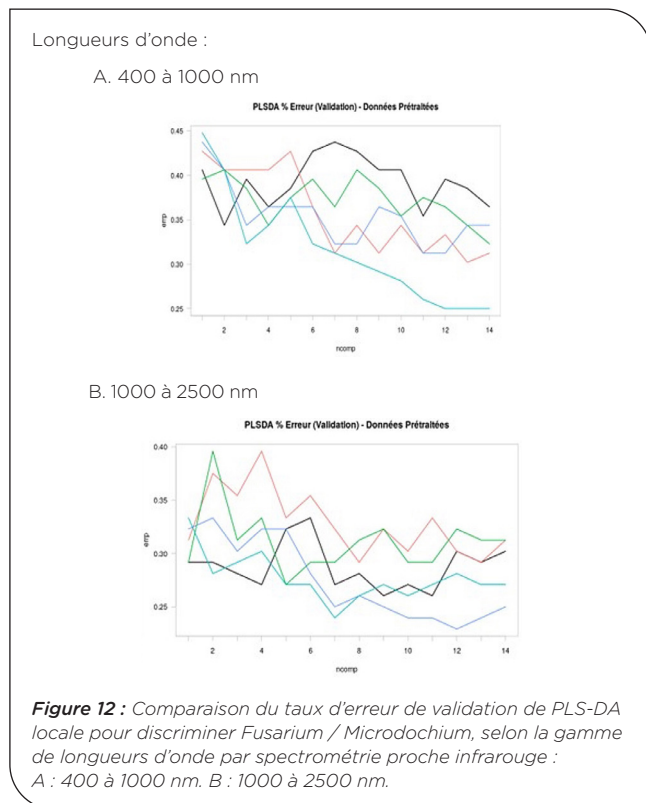 Longueurs d'onde :
A. 400 à 1000 nm
PLSDA % Erreur (Validation) - Données Prétraitées
0.45
0.40
0.35
0.30
0.25
errp
2 4 6 8 10 12 14
ncomp
B. 1000 à 2500 nm
PLSDA % Erreur (Validation) - Données Prétraitées
0.40
0.35
0.30
0.25
errp
2 4 6 8 10 12 14
ncomp
Figure 12 : Comparaison du taux d'erreur de validation de PLS-DA
locale pour discriminer Fusarium / Microdochium, selon la gamme
de longueurs d'onde par spectrométrie proche infrarouge :
A : 400 à 1000 nm. B : 1000 à 2500 nm.